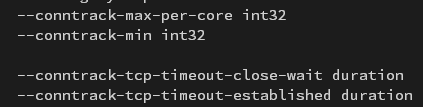 --conntrack-max-per-core int32
--conntrack-min int32
--conntrack-tcp-timeout-close-wait duration
--conntrack-tcp-timeout-established duration